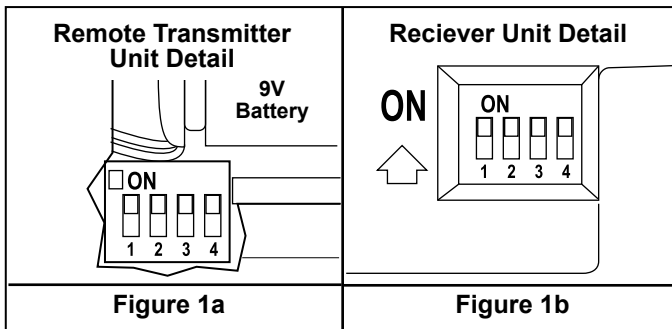 Remote Transmitter
Unit Detail
9V
Battery
ON
1 2 3 4
Figure 1a
Reciever Unit Detail
ON
ON
1 2 3 4
Figure 1b